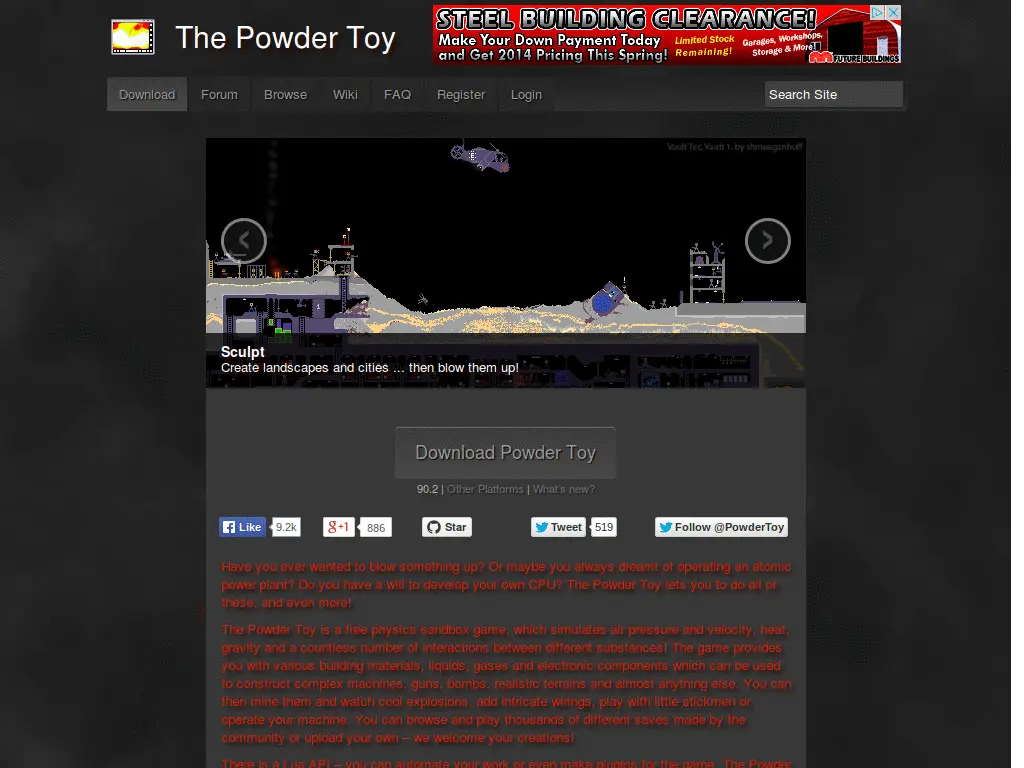 The Powder Toy
STEEL BUILDING CLEARANCE!
Make Your Down Payment Today
and Get 2014 Pricing This Spring!
Limited Stock
Remaining!
Garages, Workshops,
Storage & More!
FUTURE BUILDINGS
Download Forum Browse Wiki FAQ Register Login Search Site
Vault Tec, Vault 1. by shmaaganhoff
Sculpt
Create landscapes and cities ... then blow them up!
Download Powder Toy
90.2 | Other Platforms | What's new?
Like 9.2k g+1 886 Star Tweet 519 Follow @PowderToy
Have you ever wanted to blow something up? Or maybe you always dreamt of operating an atomic
power plant? Do you have a will to develop your own CPU? The Powder Toy lets you to do all of
these, and even more!
The Powder Toy is a free physics sandbox game, which simulates air pressure and velocity, heat,
gravity and a countless number of interactions between different substances! The game provides
you with various building materials, liquids, gases and electronic components which can be used
to construct complex machines, guns, bombs, realistic terrains and almost anything else. You can
then mine them and watch cool explosions, add intricate wirings, play with little stickmen or
operate your machine. You can browse and play thousands of different saves made by the
community or upload your own – we welcome your creations!
There is a Lua API – you can automate your work or even make plugins for the game. The Powder